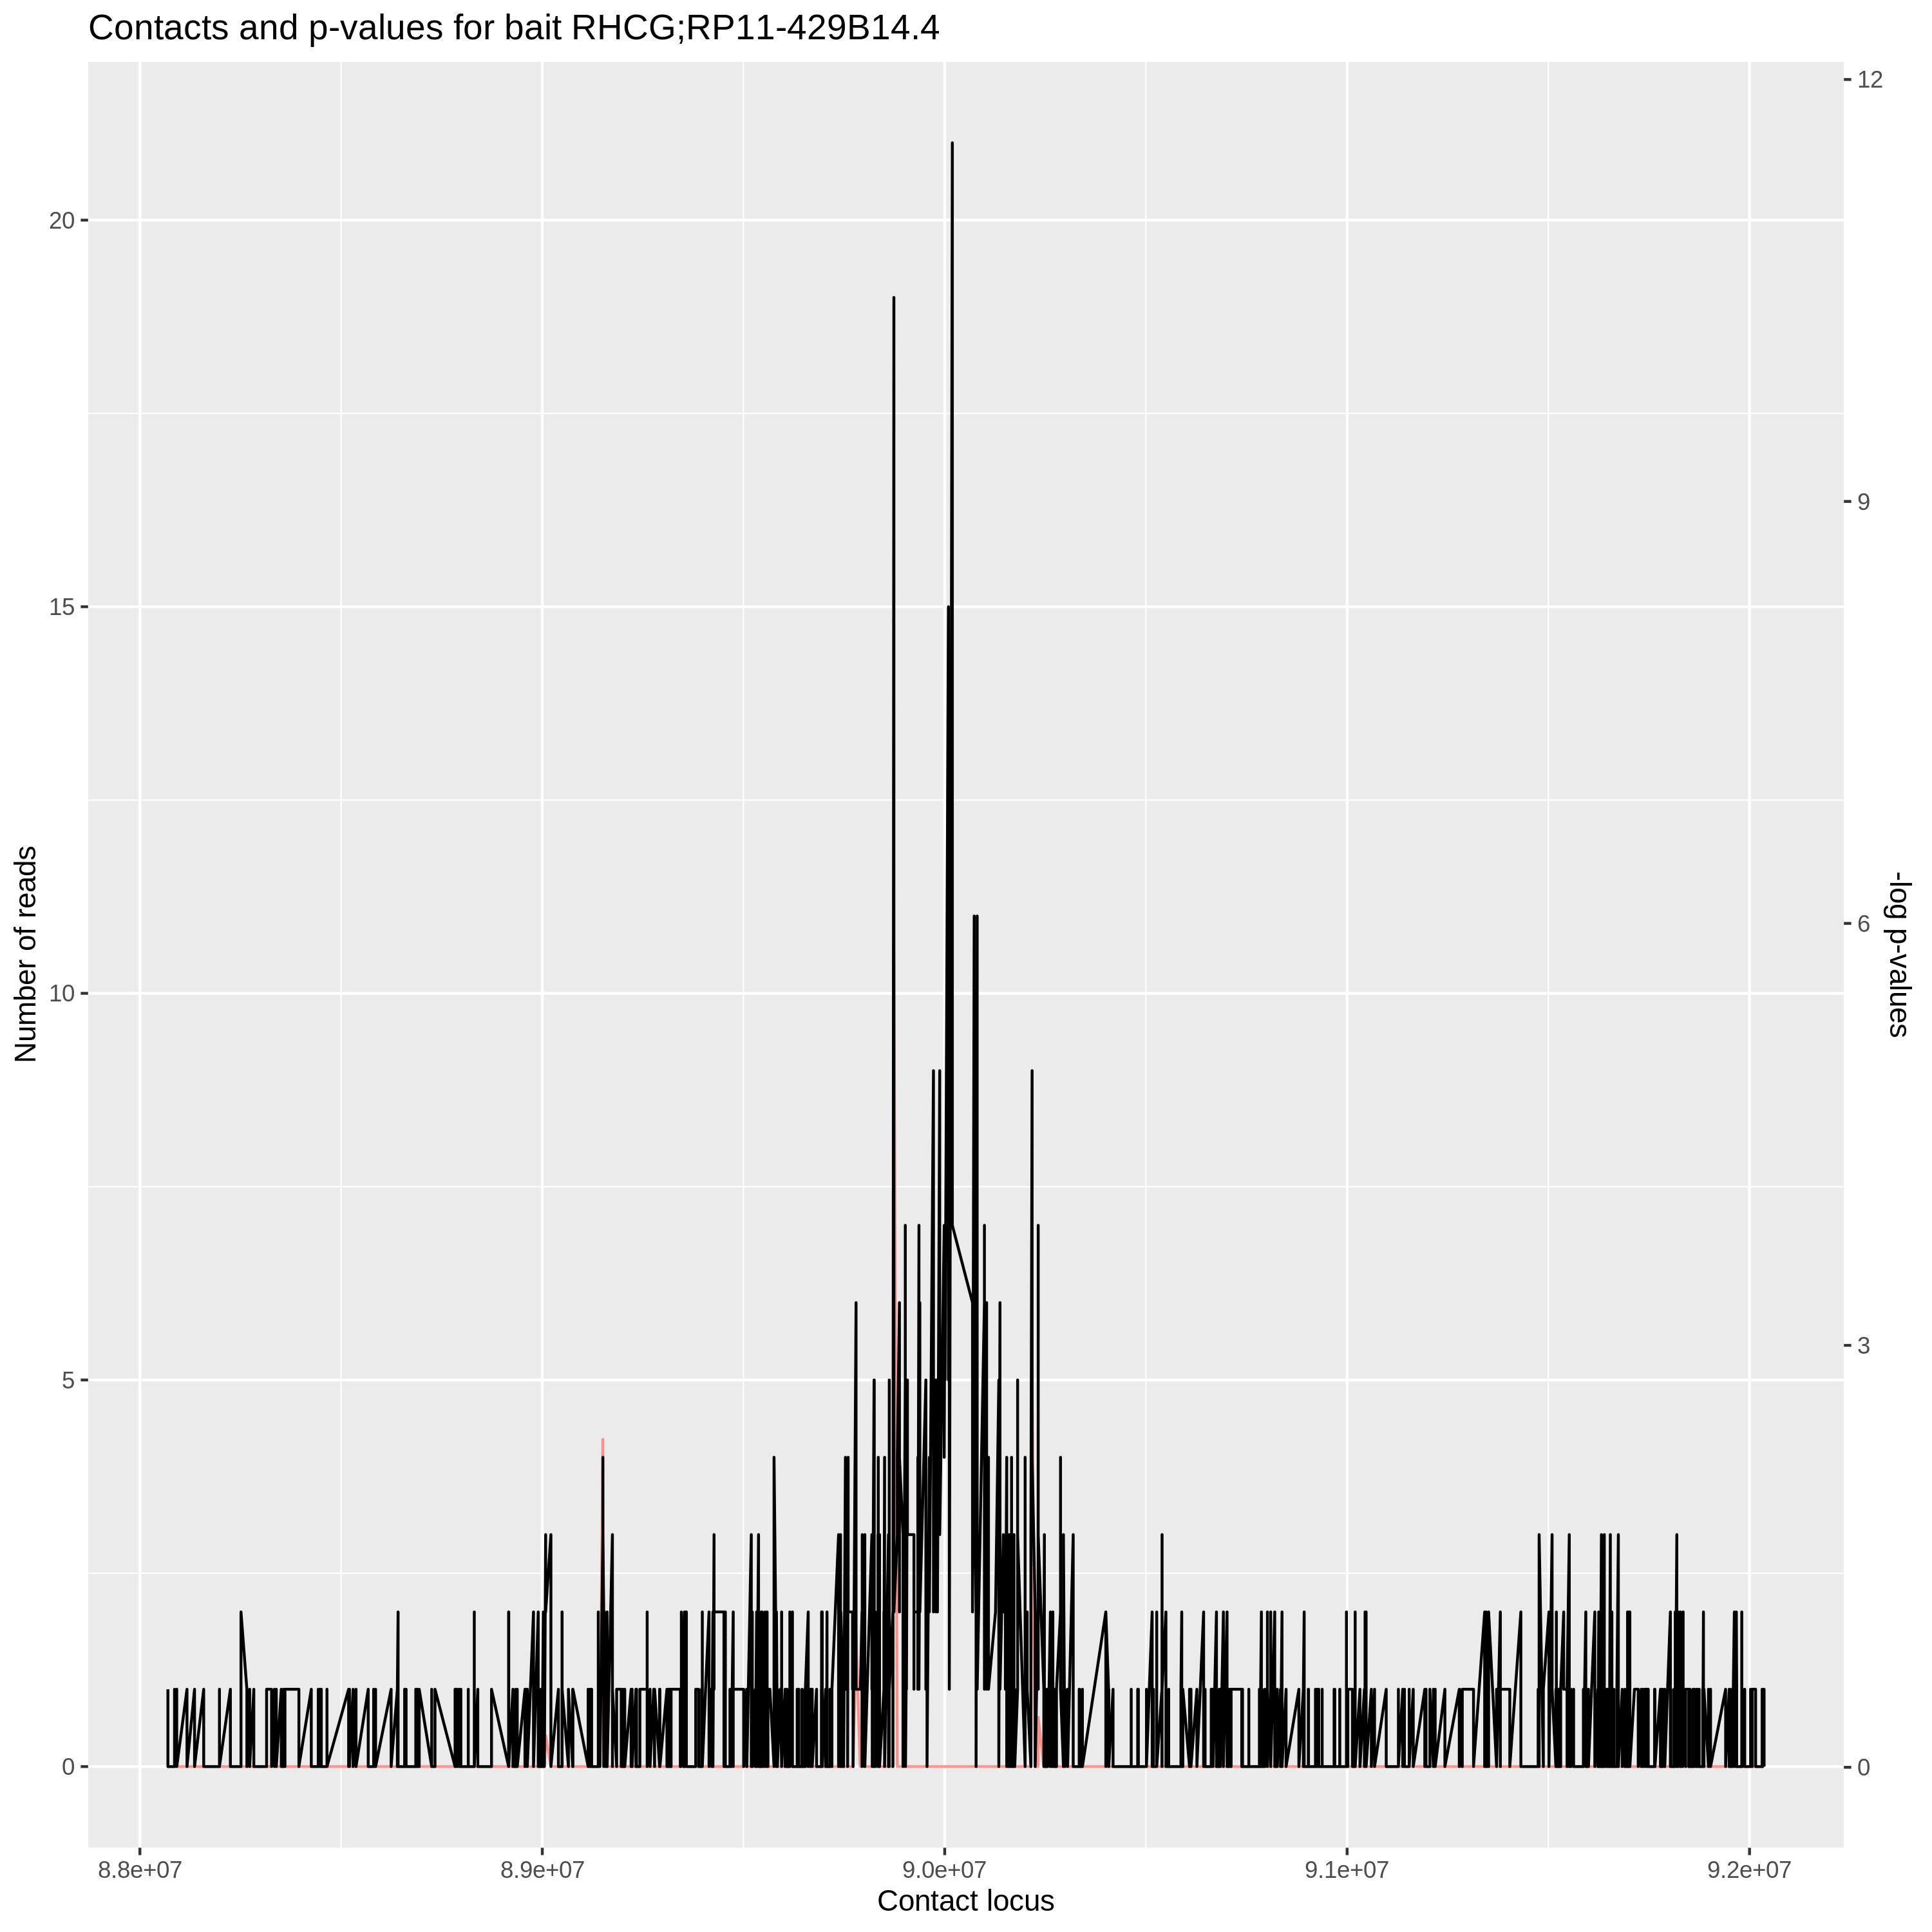 Contacts and p-values for bait RHCG;RP11-429B14.4
12
20
9
15
Number of reads
-log p-values
6
10
3
5
0
0
8.8e+07
8.9e+07
9.0e+07
9.1e+07
9.2e+07
Contact locus